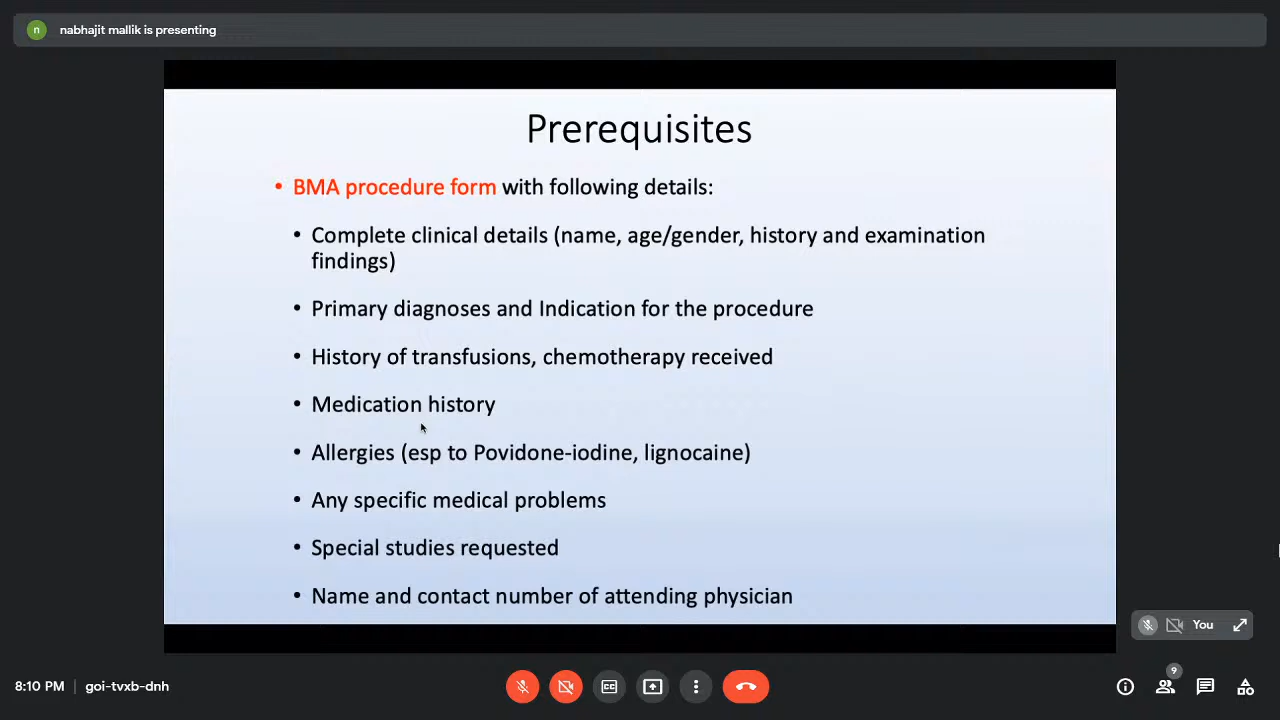 n nabhajit mallik is presenting
Prerequisites
• BMA procedure form with following details:
• Complete clinical details (name, age/gender, history and examination
findings)
• Primary diagnoses and Indication for the procedure
• History of transfusions, chemotherapy received
• Medication history
• Allergies (esp to Povidone-iodine, lignocaine)
• Any specific medical problems
• Special studies requested
• Name and contact number of attending physician
You
8:10 PM | goi-tvxb-dnh
CC
9